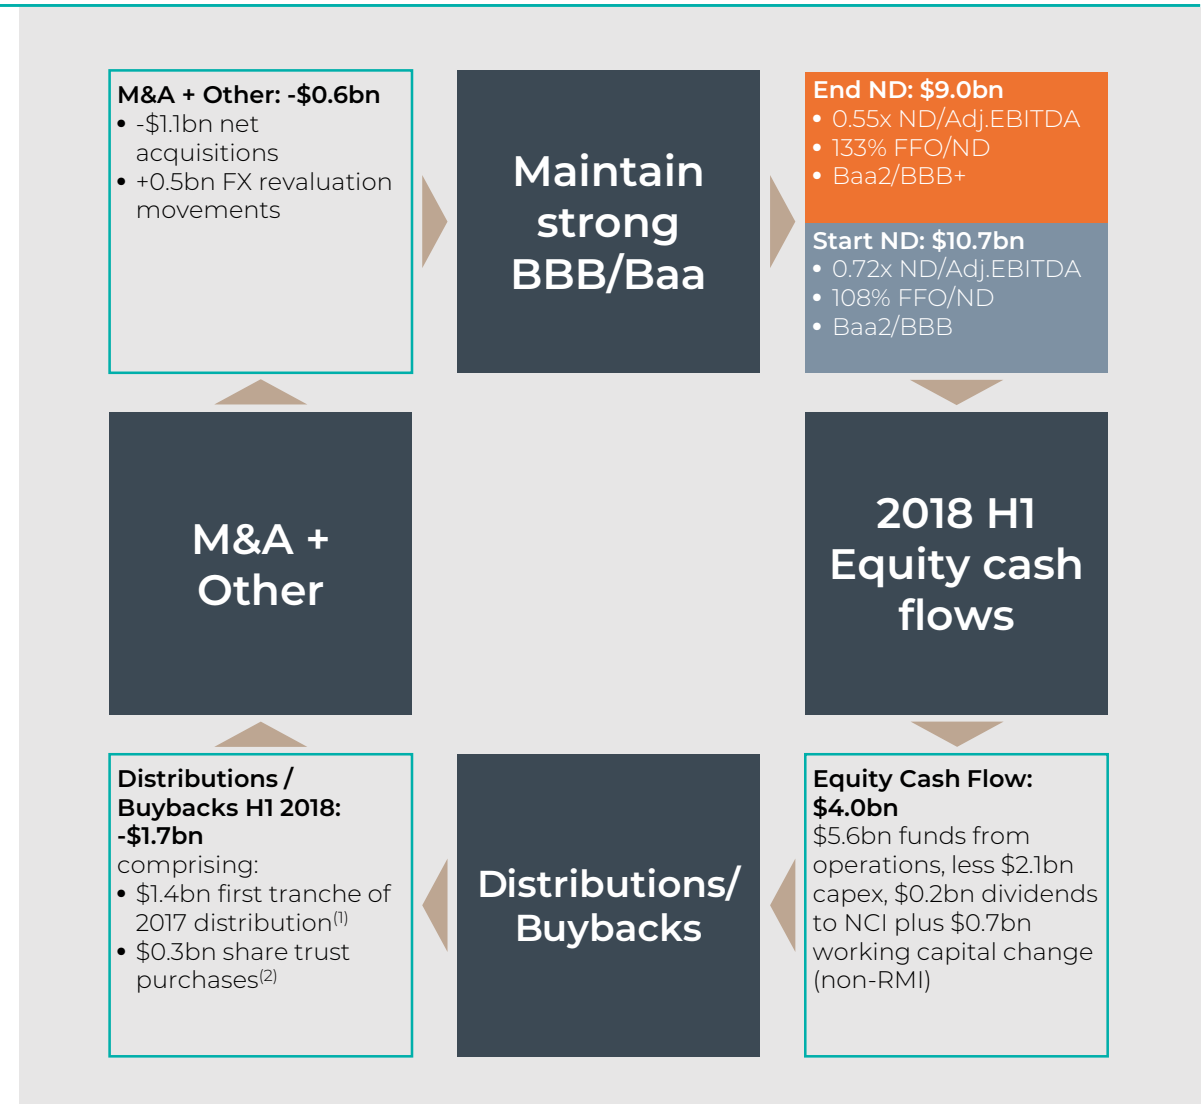 M&A + Other: -$0.6bn
• -$1.1bn net
acquisitions
• +0.5bn FX revaluation
movements
Maintain
strong
BBB/Baa
End ND: $9.0bn
• 0.55x ND/Adj.EBITDA
• 133% FFO/ND
• Baa2/BBB+
Start ND: $10.7bn
• 0.72x ND/Adj.EBITDA
• 108% FFO/ND
• Baa2/BBB
M&A +
Other
2018 H1
Equity cash
flows
Distributions /
Buybacks H1 2018:
-$1.7bn
comprising:
• $1.4bn first tranche of
2017 distribution(1)
• $0.3bn share trust
purchases(2)
Distributions/
Buybacks
Equity Cash Flow:
$4.0bn
$5.6bn funds from
operations, less $2.1bn
capex, $0.2bn dividends
to NCI plus $0.7bn
working capital change
(non-RMI)